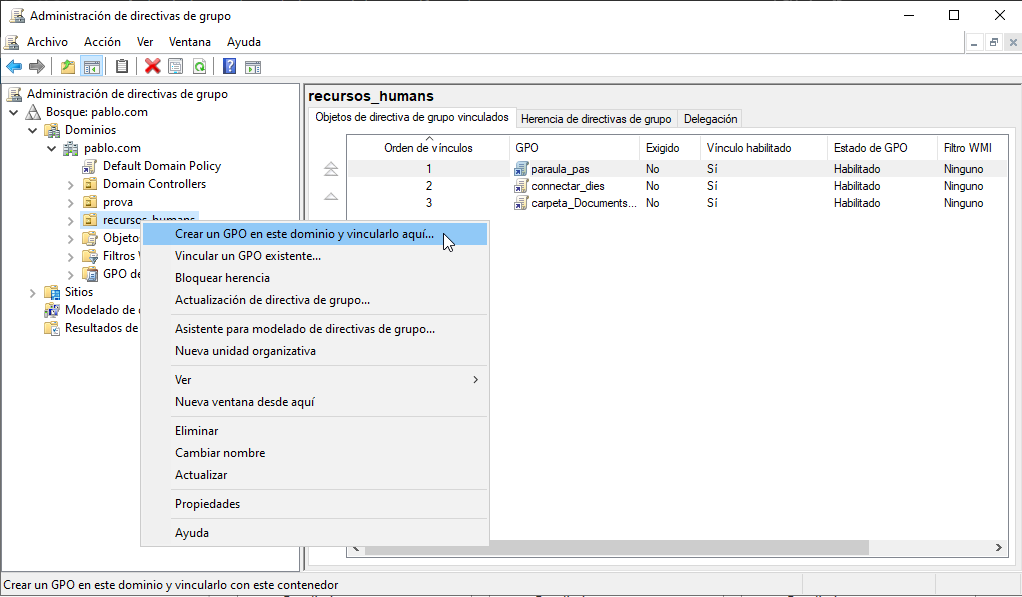 Administración de directivas de grupo
Archivo Acción Ver Ventana Ayuda
Administración de directivas de grupo
Bosque: pablo.com
Dominios
pablo.com
Default Domain Policy
Domain Controllers
prova
recursos_humans
Objeto
Filtros
GPO de
Sitios
Modelado de
Resultados de
Crear un GPO en este dominio y vincularlo aquí...
Vincular un GPO existente...
Bloquear herencia
Actualización de directiva de grupo...
Asistente para modelado de directivas de grupo...
Nueva unidad organizativa
Ver
Nueva ventana desde aquí
Eliminar
Cambiar nombre
Actualizar
Propiedades
Ayuda
recursos_humans
Objetos de directiva de grupo vinculados Herencia de directivas de grupo Delegación
Orden de vínculos GPO Exigido Vínculo habilitado Estado de GPO Filtro WMI
1 paraula_pas No Sí Habilitado Ninguno
2 connectar_dies No Sí Habilitado Ninguno
3 carpeta_Documents... No Sí Habilitado Ninguno
Crear un GPO en este dominio y vincularlo con este contenedor